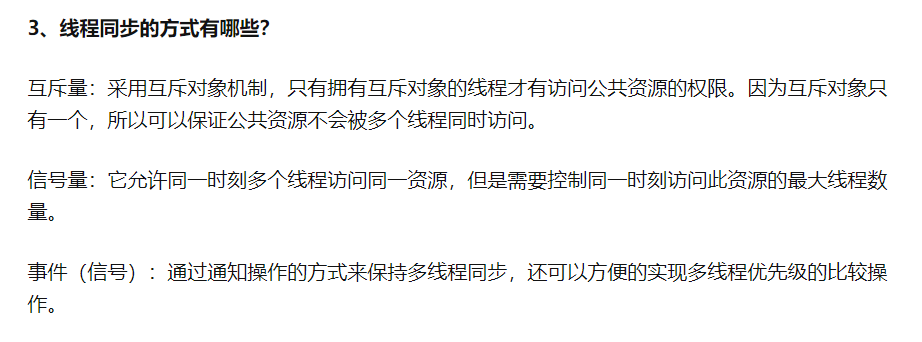 3、线程同步的方式有哪些？
互斥量：采用互斥对象机制，只有拥有互斥对象的线程才有访问公共资源的权限。因为互斥对象只
有一个，所以可以保证公共资源不会被多个线程同时访问。
信号量：它允许同一时刻多个线程访问同一资源，但是需要控制同一时刻访问此资源的最大线程数
量。
事件（信号）：通过通知操作的方式来保持多线程同步，还可以方便的实现多线程优先级的比较操
作。